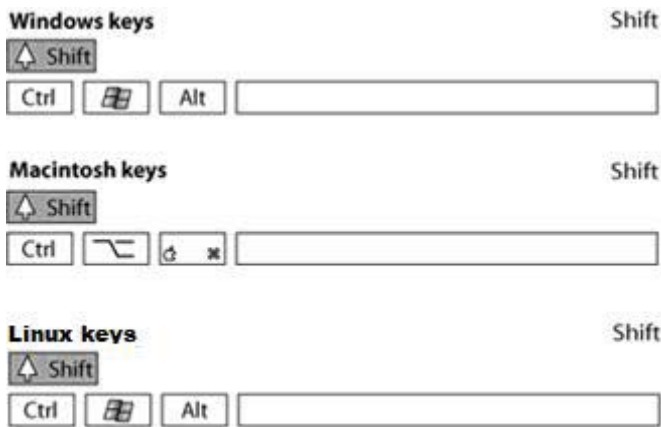 Windows keys Shift
Shift
Ctrl Alt
Macintosh keys Shift
Shift
Ctrl ⌥ ⌘
Linux keys Shift
Shift
Ctrl Alt